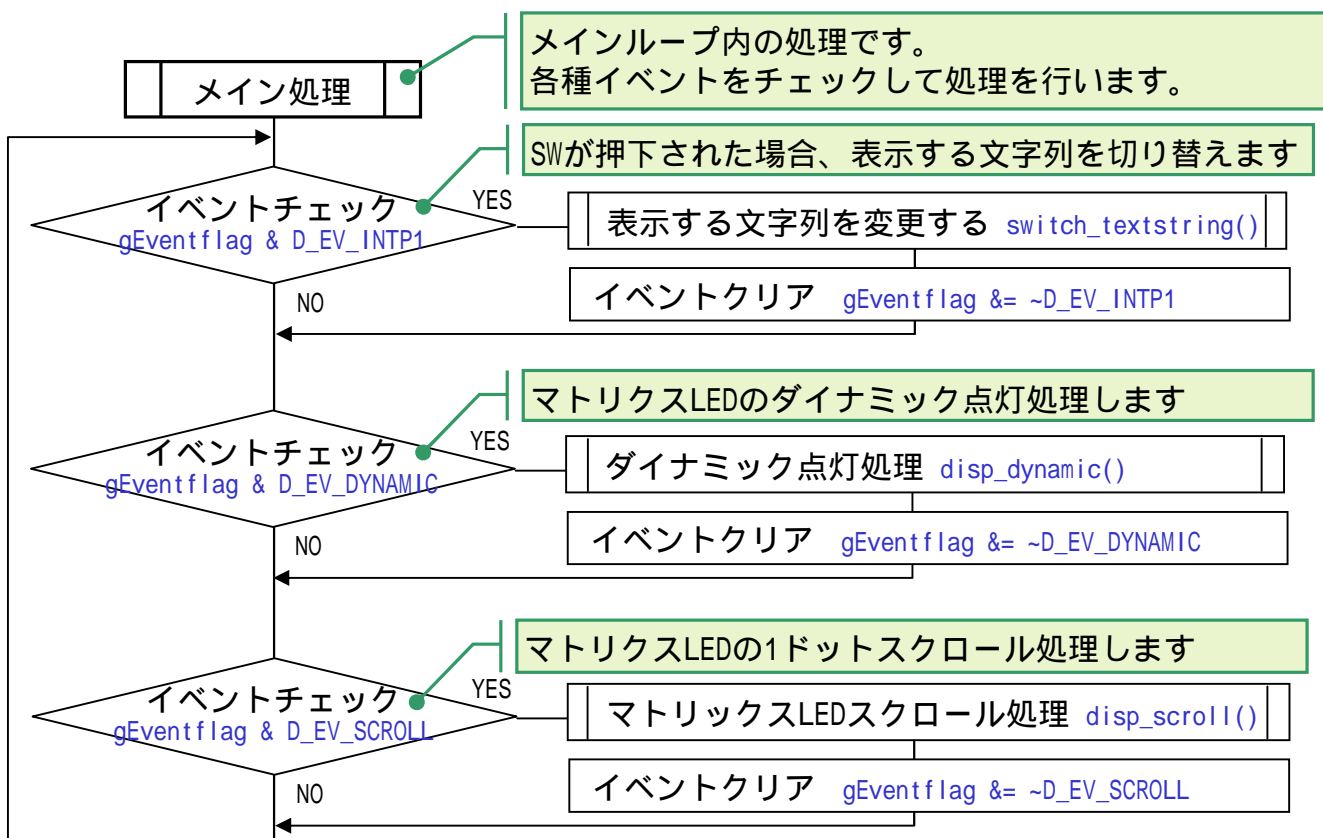 メインループ内の処理です。
各種イベントをチェックして処理を行います。
メイン処理
SWが押下された場合、表示する文字列を切り替えます
イベントチェック
gEventflag & D_EV_INTP1
YES
表示する文字列を変更する switch_textstring()
イベントクリア gEventflag &= ~D_EV_INTP1
NO
マトリクスLEDのダイナミック点灯処理します
イベントチェック
gEventflag & D_EV_DYNAMIC
YES
ダイナミック点灯処理 disp_dynamic()
イベントクリア gEventflag &= ~D_EV_DYNAMIC
NO
マトリクスLEDの1ドットスクロール処理します
イベントチェック
gEventflag & D_EV_SCROLL
YES
マトリックスLEDスクロール処理 disp_scroll()
イベントクリア gEventflag &= ~D_EV_SCROLL
NO